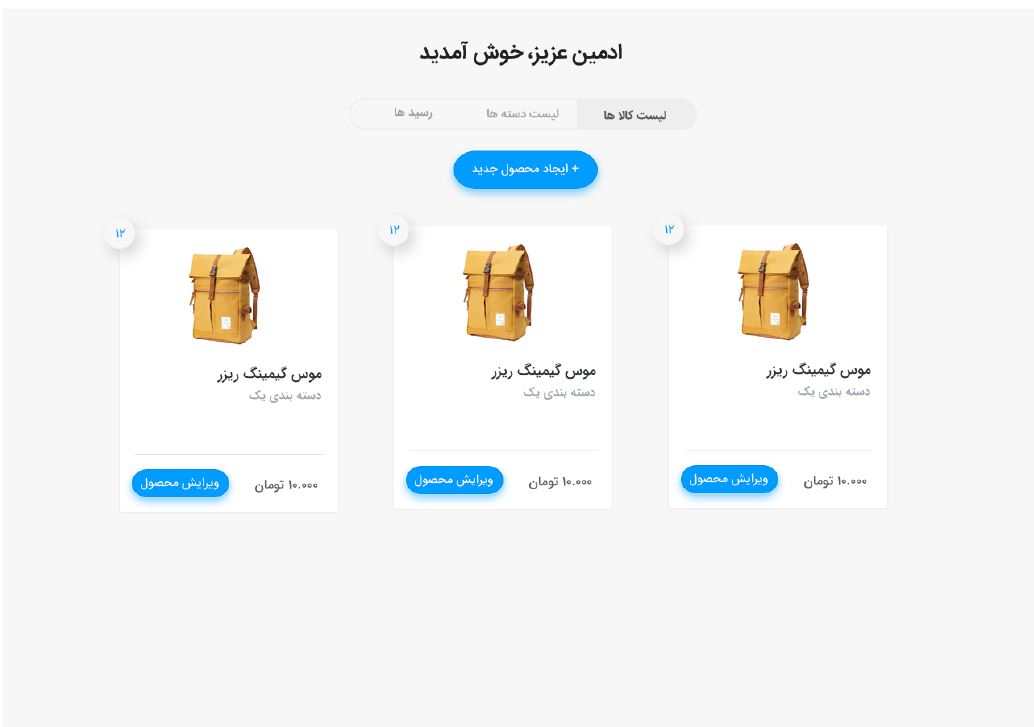 ادمین عزیز، خوش آمدید
لیست کالا ها
لیست دسته ها
رسید ها
+ ایجاد محصول جدید
۱۲
موس گیمینگ ریزر
دسته بندی یک
۱۰.۰۰۰ تومان
ویرایش محصول
۱۲
موس گیمینگ ریزر
دسته بندی یک
۱۰.۰۰۰ تومان
ویرایش محصول
۱۲
موس گیمینگ ریزر
دسته بندی یک
۱۰.۰۰۰ تومان
ویرایش محصول